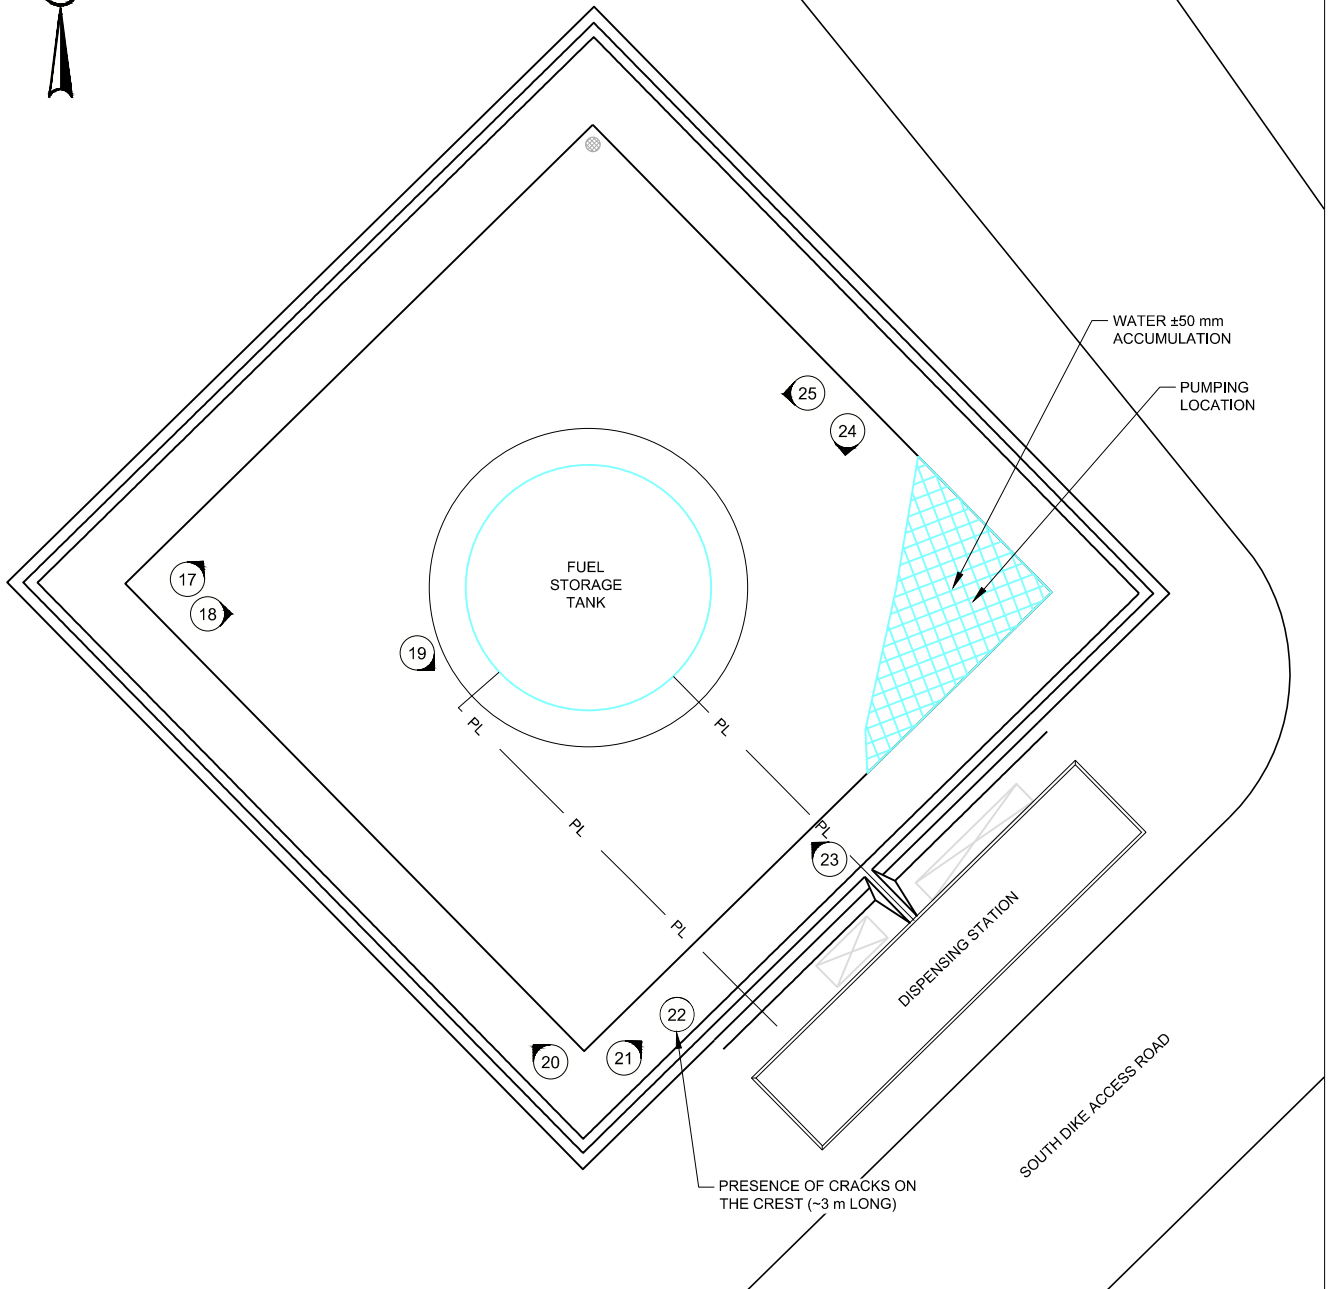 WATER ±50 mm
ACCUMULATION
PUMPING
LOCATION
25
24
FUEL
STORAGE
TANK
17
18
19
PL
PL
PL
PL
PL
23
DISPENSING STATION
22
20
21
SOUTH DIKE ACCESS ROAD
PRESENCE OF CRACKS ON
THE CREST (~3 m LONG)